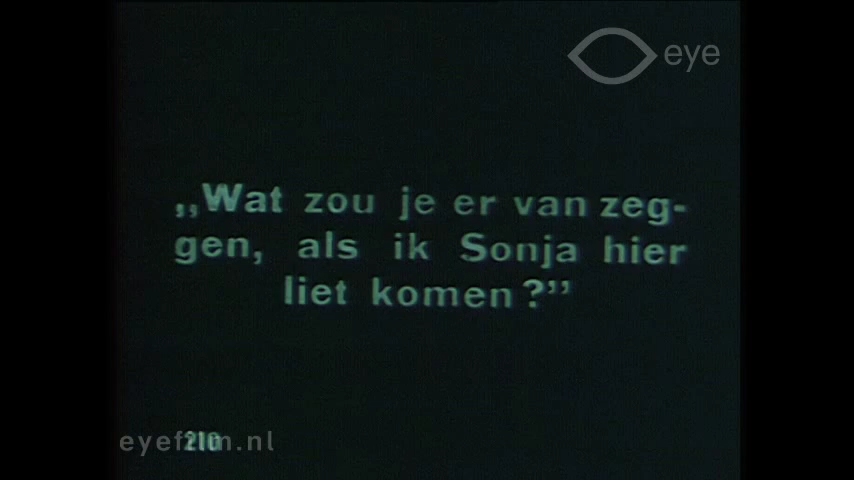 eye
„Wat zou je er van zeg-
gen, als ik Sonja hier
liet komen?”
eyefilm.nl
210